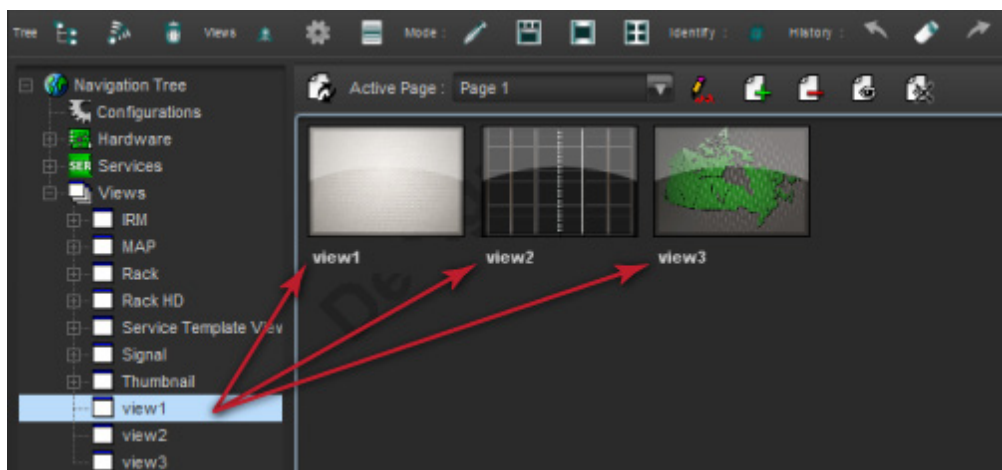 Tree Views Mode : Identify : History :
Navigation Tree
Configurations
Hardware
SER Services
Views
IRM
MAP
Rack
Rack HD
Service Template View
Signal
Thumbnail
view1
view2
view3
Active Page : Page 1
view1 view2 view3